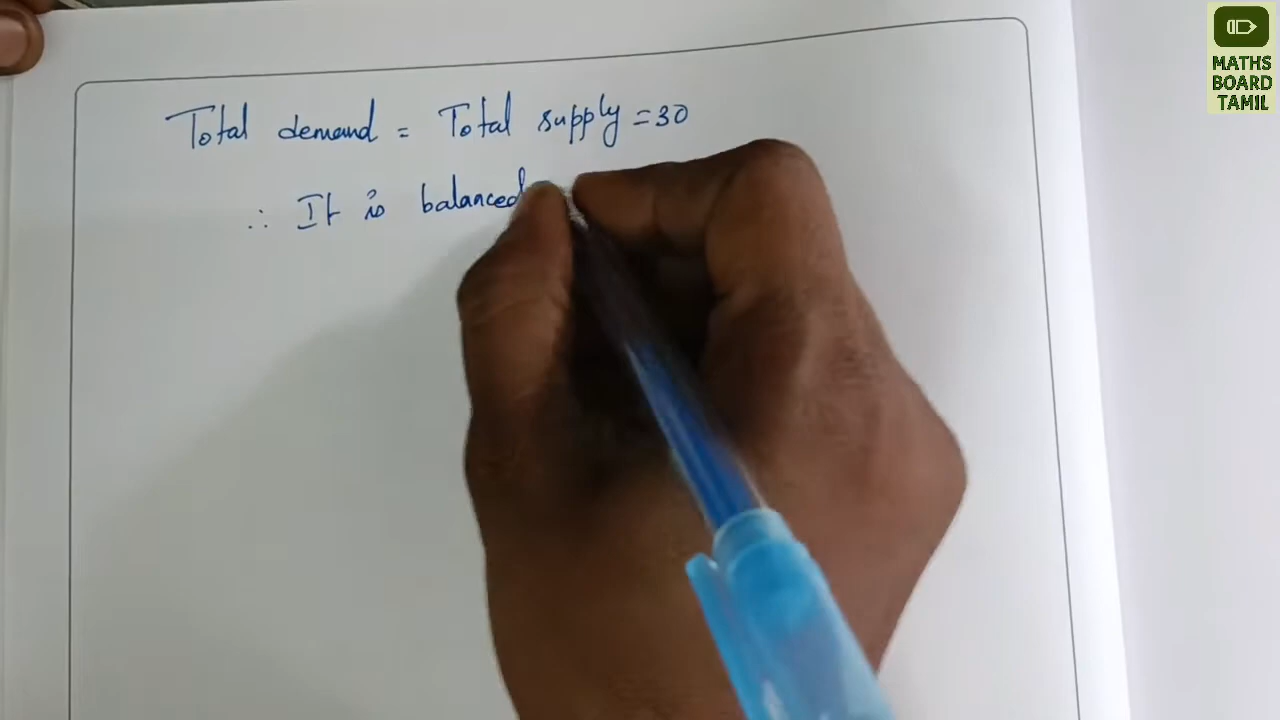 Total demand = Total supply = 30
∴ It is balanced
MATHS
BOARD
TAMIL